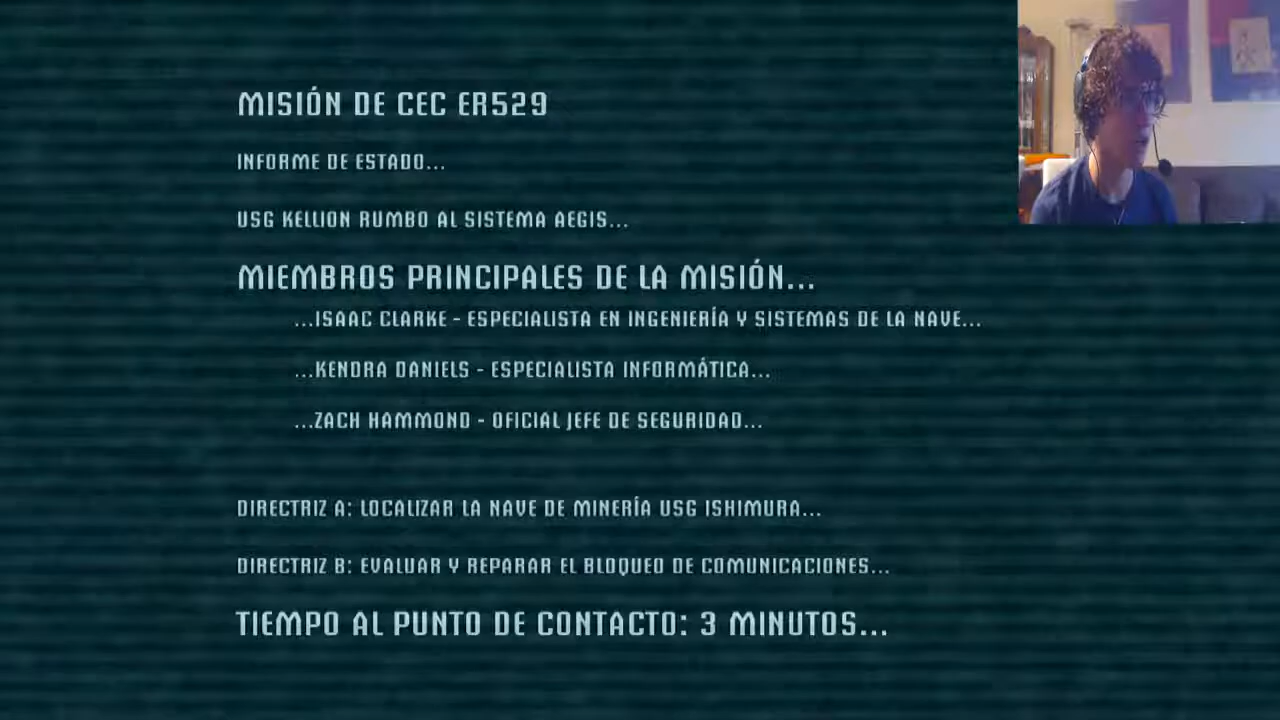 MISIÓN DE CEC ER529
INFORME DE ESTADO...
USG KELLION RUMBO AL SISTEMA AEGIS...
MIEMBROS PRINCIPALES DE LA MISIÓN...
...ISAAC CLARKE - ESPECIALISTA EN INGENIERÍA Y SISTEMAS DE LA NAVE...
...KENDRA DANIELS - ESPECIALISTA INFORMÁTICA...
...ZACH HAMMOND - OFICIAL JEFE DE SEGURIDAD...
DIRECTRIZ A: LOCALIZAR LA NAVE DE MINERÍA USG ISHIMURA...
DIRECTRIZ B: EVALUAR Y REPARAR EL BLOQUEO DE COMUNICACIONES...
TIEMPO AL PUNTO DE CONTACTO: 3 MINUTOS...